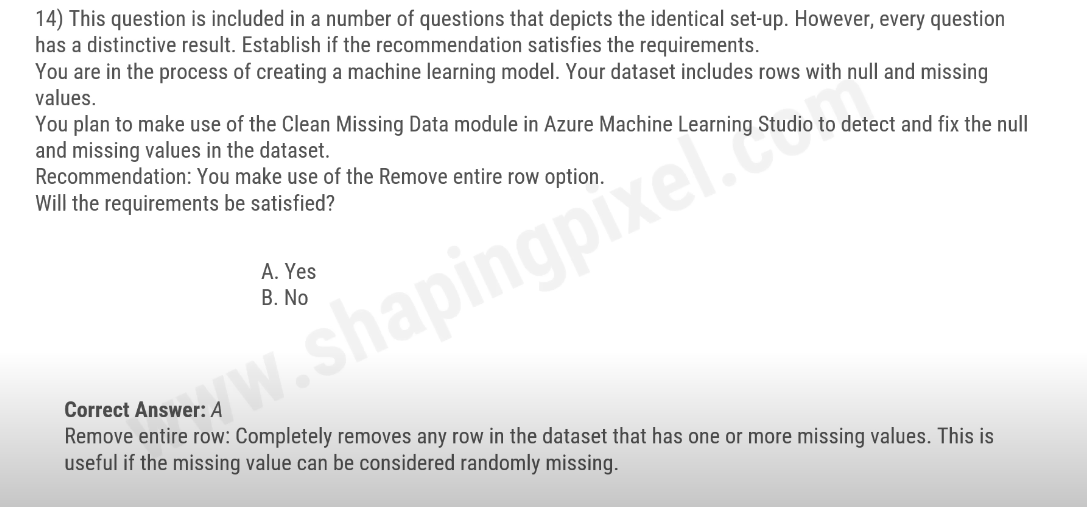 14) This question is included in a number of questions that depicts the identical set-up. However, every question
has a distinctive result. Establish if the recommendation satisfies the requirements.
You are in the process of creating a machine learning model. Your dataset includes rows with null and missing
values.
You plan to make use of the Clean Missing Data module in Azure Machine Learning Studio to detect and fix the null
and missing values in the dataset.
Recommendation: You make use of the Remove entire row option.
Will the requirements be satisfied?
A. Yes
B. No
www.shapingpixel.com
Correct Answer: A
Remove entire row: Completely removes any row in the dataset that has one or more missing values. This is
useful if the missing value can be considered randomly missing.